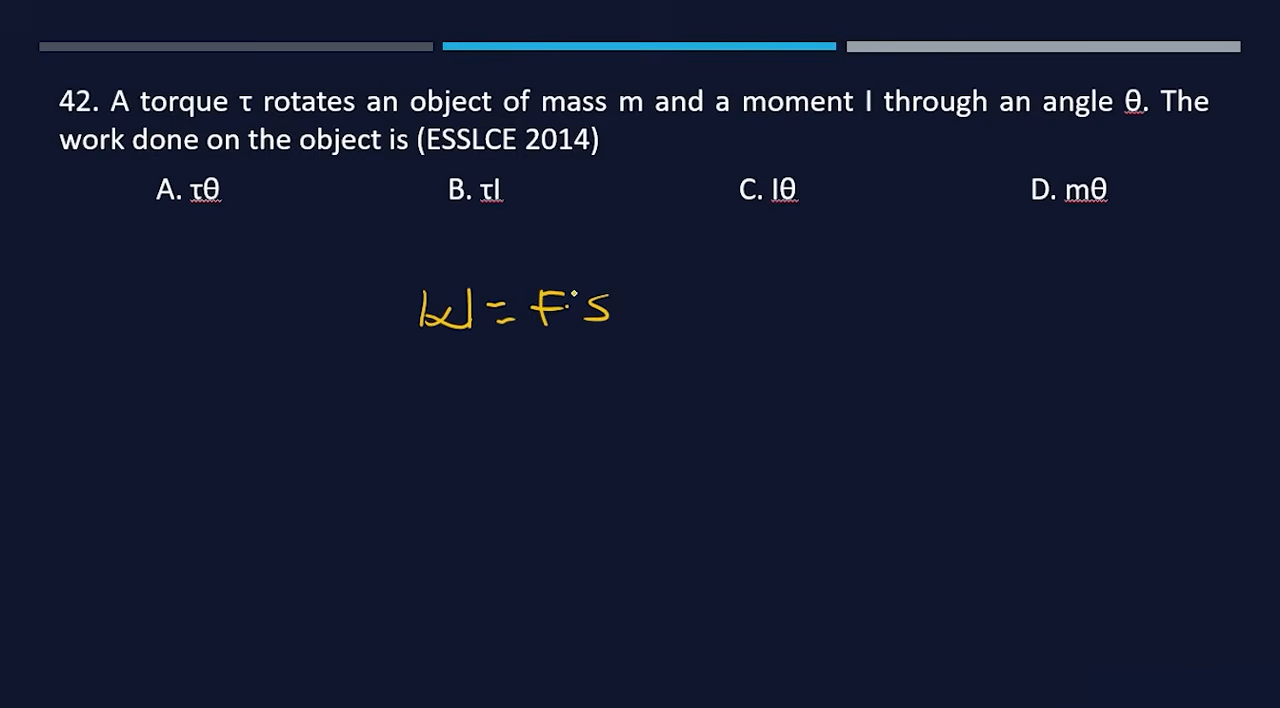 42. A torque τ rotates an object of mass m and a moment I through an angle θ. The
work done on the object is (ESSLCE 2014)
A. τθ B. τI C. Iθ D. mθ
W = F·s